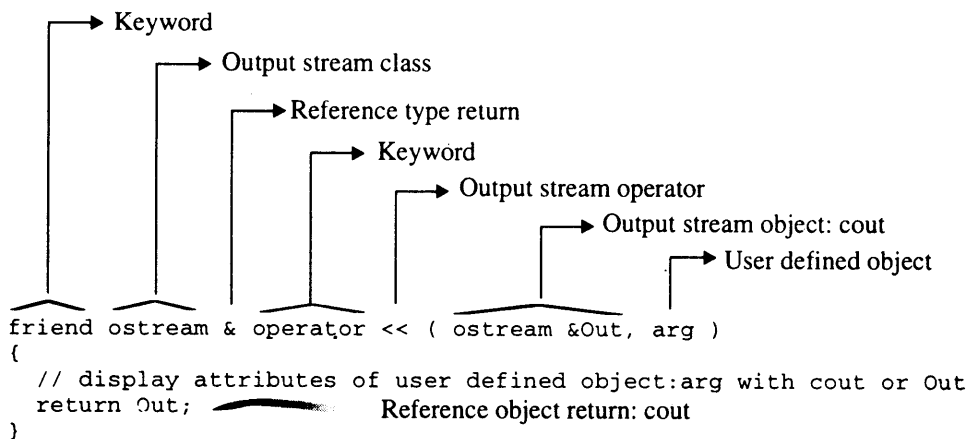 Keyword
Output stream class
Reference type return
Keyword
Output stream operator
Output stream object: cout
User defined object
friend ostream & operator << ( ostream &Out, arg )
{
// display attributes of user defined object:arg with cout or Out
return Out; Reference object return: cout
}